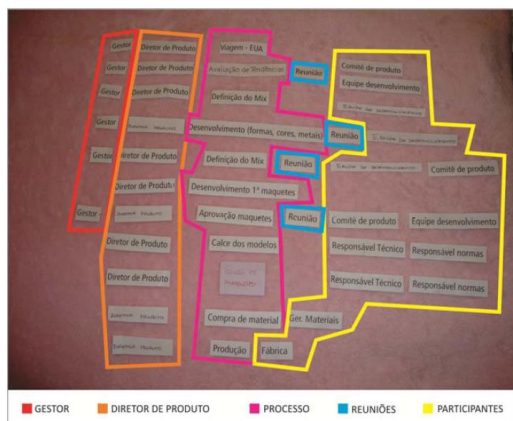 Gestor Diretor de Produto Viagem - EUA
Gestor Diretor de Produto Avaliação de Tendências Reunião Comitê de produto
Equipe desenvolvimento
Gestor Diretor de Produto Definição do Mix
Gestor Desenvolvimento (formas, cores, metais) Reunião
Gestor Diretor de Produto Definição do Mix Reunião Comitê de produto
Diretor de Produto Desenvolvimento 1ª maquetes
Gestor Aprovação maquetes Reunião Comitê de produto Equipe desenvolvimento
Diretor de Produto Calce dos modelos Responsável Técnico Responsável normas
Diretor de Produto Responsável Técnico Responsável normas
Compra de material Ger. Materiais
Produção Fábrica
GESTOR DIRETOR DE PRODUTO PROCESSO REUNIÕES PARTICIPANTES